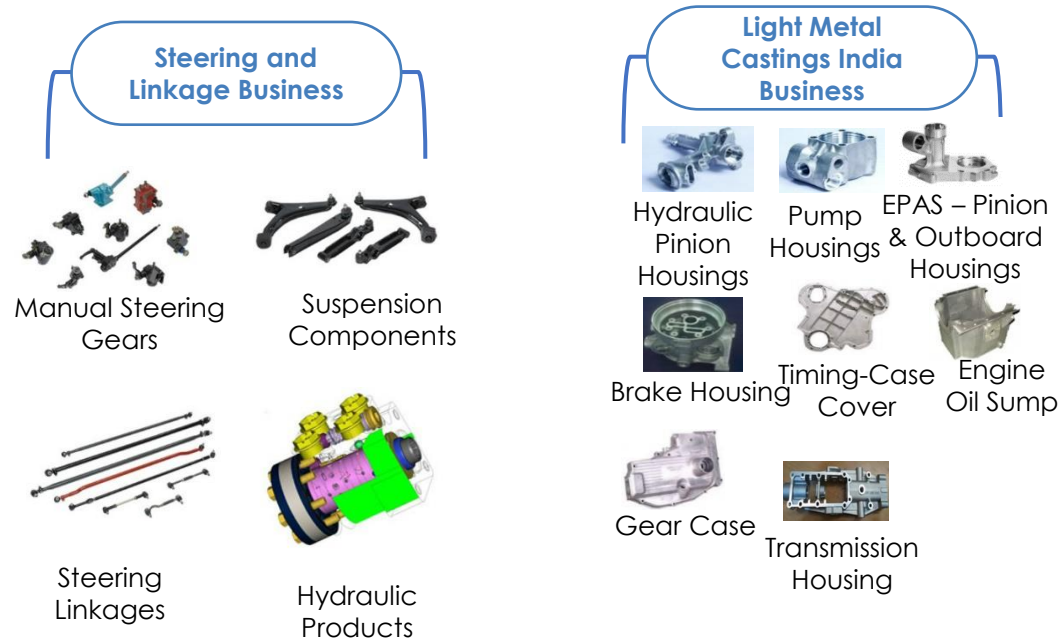 Steering and
Linkage Business
Manual Steering
Gears
Suspension
Components
Steering
Linkages
Hydraulic
Products
Light Metal
Castings India
Business
Hydraulic
Pinion
Housings
Pump
Housings
EPAS – Pinion
& Outboard
Housings
Brake Housing
Timing-Case
Cover
Engine
Oil Sump
Gear Case
Transmission
Housing